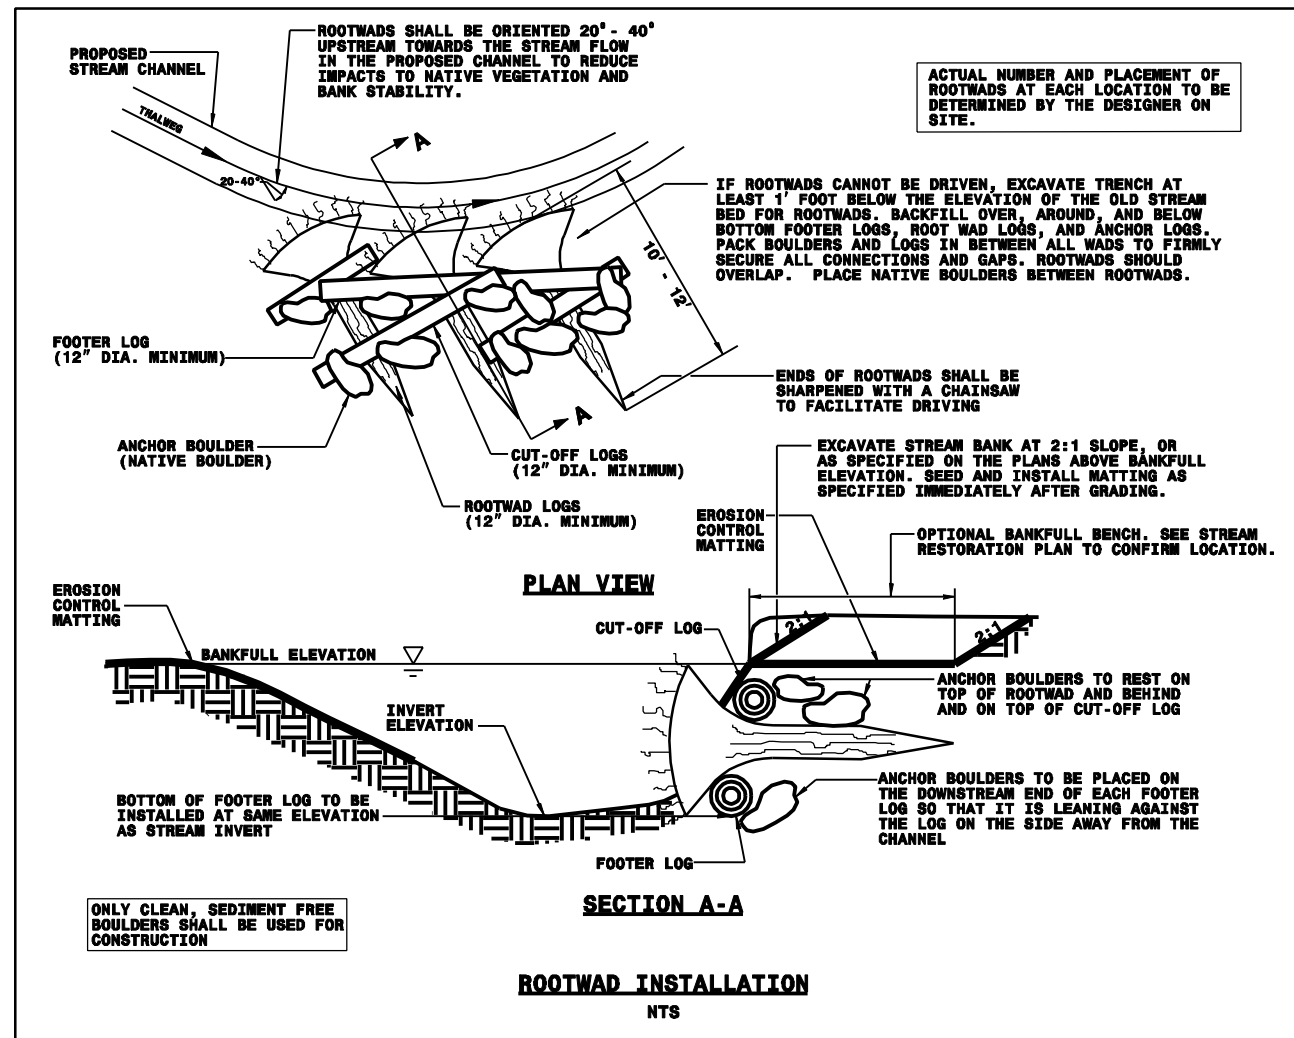 ROOTWADS SHALL BE ORIENTED 20° - 40°
UPSTREAM TOWARDS THE STREAM FLOW
IN THE PROPOSED CHANNEL TO REDUCE
IMPACTS TO NATIVE VEGETATION AND
BANK STABILITY.
PROPOSED
STREAM CHANNEL
ACTUAL NUMBER AND PLACEMENT OF
ROOTWADS AT EACH LOCATION TO BE
DETERMINED BY THE DESIGNER ON
SITE.
THALWEG
A
20-40°
IF ROOTWADS CANNOT BE DRIVEN, EXCAVATE TRENCH AT
LEAST 1' FOOT BELOW THE ELEVATION OF THE OLD STREAM
BED FOR ROOTWADS. BACKFILL OVER, AROUND, AND BELOW
BOTTOM FOOTER LOGS, ROOT WAD LOGS, AND ANCHOR LOGS.
PACK BOULDERS AND LOGS IN BETWEEN ALL WADS TO FIRMLY
SECURE ALL CONNECTIONS AND GAPS. ROOTWADS SHOULD
OVERLAP. PLACE NATIVE BOULDERS BETWEEN ROOTWADS.
10' - 12'
FOOTER LOG
(12" DIA. MINIMUM)
ENDS OF ROOTWADS SHALL BE
SHARPENED WITH A CHAINSAW
TO FACILITATE DRIVING
A
ANCHOR BOULDER
(NATIVE BOULDER)
CUT-OFF LOGS
(12" DIA. MINIMUM)
ROOTWAD LOGS
(12" DIA. MINIMUM)
EXCAVATE STREAM BANK AT 2:1 SLOPE, OR
AS SPECIFIED ON THE PLANS ABOVE BANKFULL
ELEVATION. SEED AND INSTALL MATTING AS
SPECIFIED IMMEDIATELY AFTER GRADING.
EROSION
CONTROL
MATTING
OPTIONAL BANKFULL BENCH. SEE STREAM
RESTORATION PLAN TO CONFIRM LOCATION.
PLAN VIEW
EROSION
CONTROL
MATTING
CUT-OFF LOG
2:1
2:1
BANKFULL ELEVATION
ANCHOR BOULDERS TO REST ON
TOP OF ROOTWAD AND BEHIND
AND ON TOP OF CUT-OFF LOG
INVERT
ELEVATION
BOTTOM OF FOOTER LOG TO BE
INSTALLED AT SAME ELEVATION
AS STREAM INVERT
ANCHOR BOULDERS TO BE PLACED ON
THE DOWNSTREAM END OF EACH FOOTER
LOG SO THAT IT IS LEANING AGAINST
THE LOG ON THE SIDE AWAY FROM THE
CHANNEL
FOOTER LOG
SECTION A-A
ONLY CLEAN, SEDIMENT FREE
BOULDERS SHALL BE USED FOR
CONSTRUCTION
ROOTWAD INSTALLATION
NTS